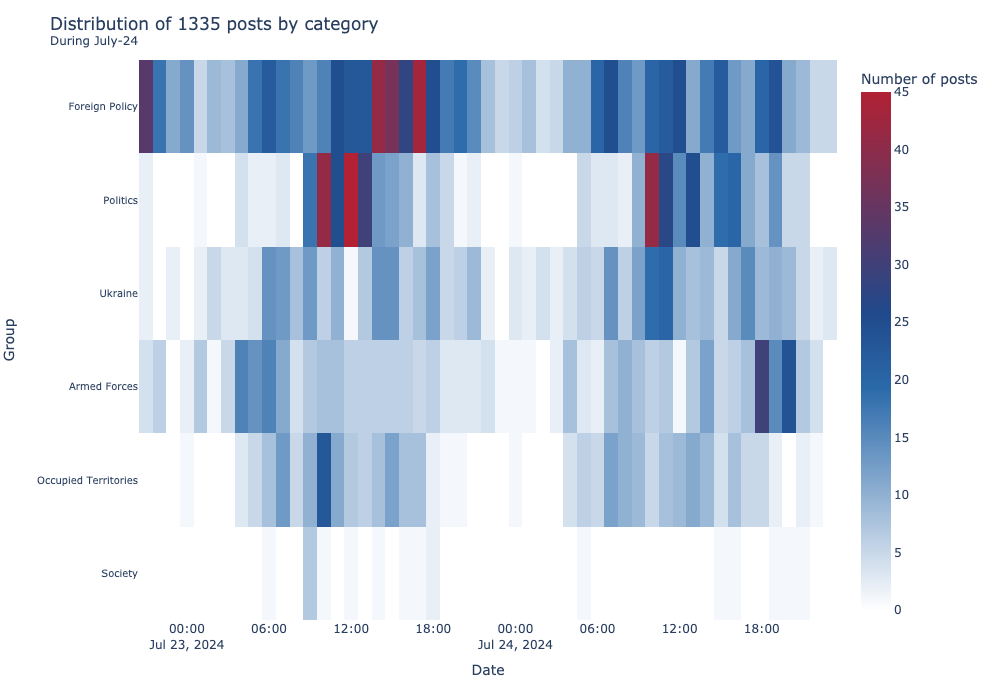 Distribution of 1335 posts by category
During July-24
Number of posts
45
40
35
30
25
20
15
10
5
0
Group
Foreign Policy
Politics
Ukraine
Armed Forces
Occupied Territories
Society
00:00 06:00 12:00 18:00 00:00 06:00 12:00 18:00
Jul 23, 2024 Jul 24, 2024
Date